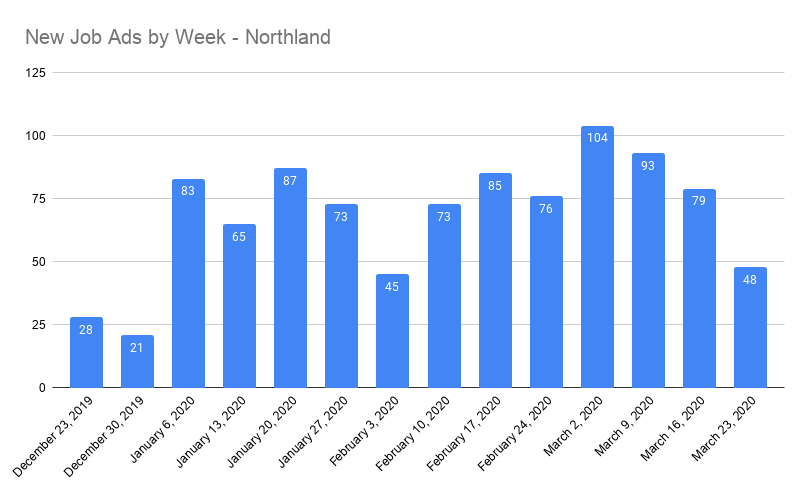 New Job Ads by Week - Northland
125
100
75
50
25
0
28
21
83
65
87
73
45
73
85
76
104
93
79
48
December 23, 2019
December 30, 2019
January 6, 2020
January 13, 2020
January 20, 2020
January 27, 2020
February 3, 2020
February 10, 2020
February 17, 2020
February 24, 2020
March 2, 2020
March 9, 2020
March 16, 2020
March 23, 2020